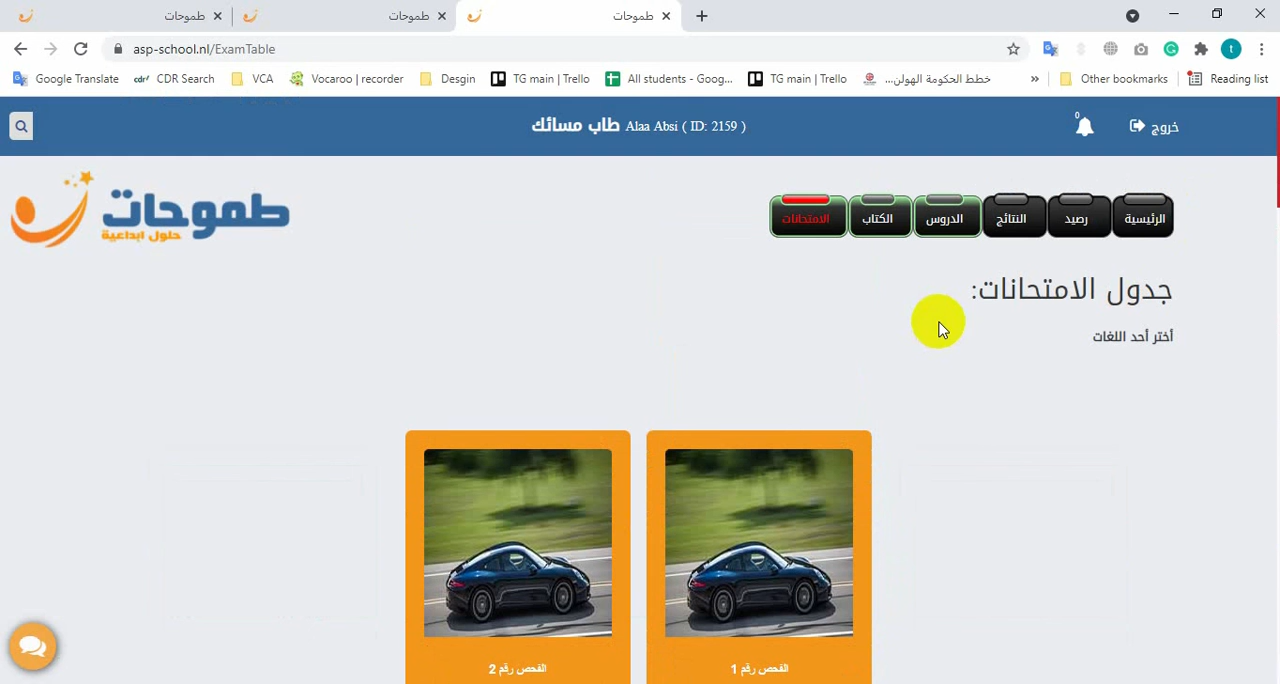 طموحات
طموحات
طموحات
asp-school.nl/ExamTable
t
Google Translate
cdr CDR Search
VCA
Vocaroo | recorder
Desgin
TG main | Trello
All students - Goog...
TG main | Trello
خطط الحكومة الهولن...
»
Other bookmarks
Reading list
طاب مسائك Alaa Absi ( ID: 2159 )
0
خروج
طموحات
حلول ابداعية
الرئيسية
رصيد
النتائج
الدروس
الكتاب
الامتحانات
جدول الامتحانات:
أختر أحد اللغات
الفحص رقم 1
الفحص رقم 2